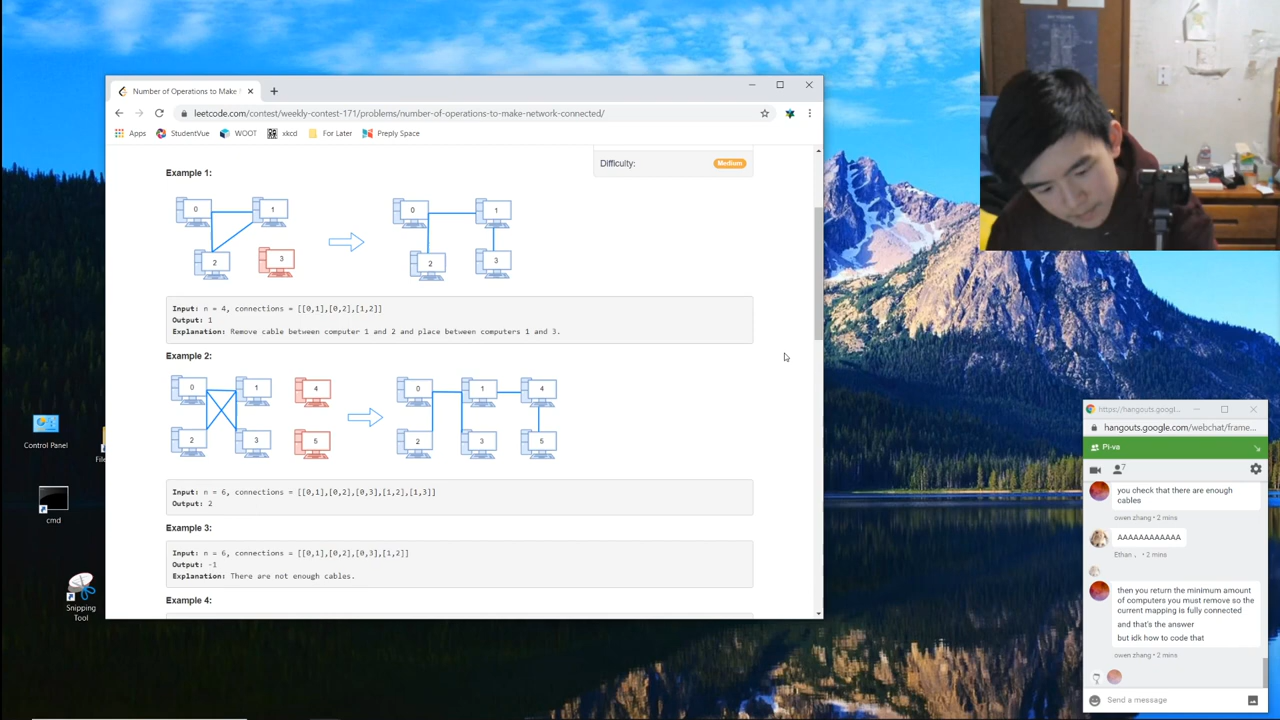 Number of Operations to Make
leetcode.com/contest/weekly-contest-171/problems/number-of-operations-to-make-network-connected/
Apps StudentVue WOOT xkcd For Later Preply Space
Difficulty: Medium
Example 1:
0 1 0 1
2 3 2 3
Input: n = 4, connections = [[0,1],[0,2],[1,2]]
Output: 1
Explanation: Remove cable between computer 1 and 2 and place between computers 1 and 3.
Example 2:
0 1 4 0 1 4
2 3 5 2 3 5
Input: n = 6, connections = [[0,1],[0,2],[0,3],[1,2],[1,3]]
Output: 2
Example 3:
Input: n = 6, connections = [[0,1],[0,2],[0,3],[1,2]]
Output: -1
Explanation: There are not enough cables.
Example 4:
Control Panel
cmd
Snipping
Tool
https://hangouts.googl...
hangouts.google.com/webchat/frame...
Pi-va
7
you check that there are enough
cables
owen zhang • 2 mins
AAAAAAAAAAAA
Ethan . • 2 mins
then you return the minimum amount
of computers you must remove so the
current mapping is fully connected
and that's the answer
but idk how to code that
owen zhang • 2 mins
Send a message